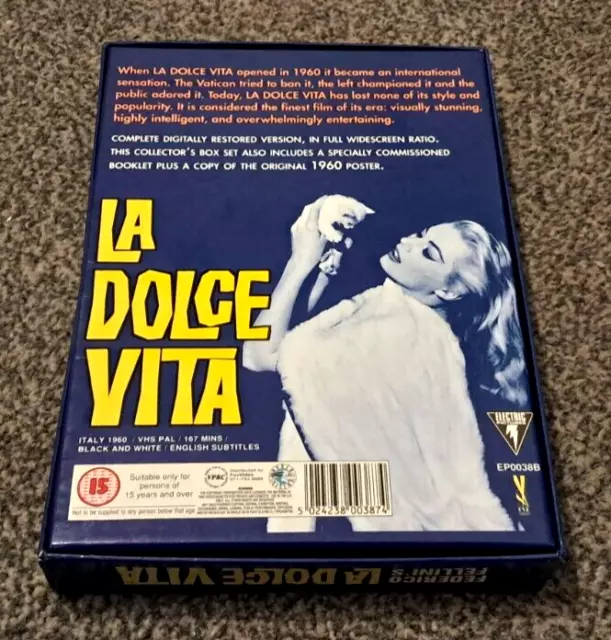 When LA DOLCE VITA opened in 1960 it became an international
sensation. The Vatican tried to ban it, the left championed it and the
public adored it. Today, LA DOLCE VITA has lost none of its style and
popularity. It is considered the finest film of its era: visually stunning,
highly intelligent, and overwhelmingly entertaining.
COMPLETE DIGITALLY RESTORED VERSION, IN FULL WIDESCREEN RATIO.
THIS COLLECTOR'S BOX SET ALSO INCLUDES A SPECIALLY COMMISSIONED
BOOKLET PLUS A COPY OF THE ORIGINAL 1960 POSTER.
LA
DOLCE
VITA
ITALY 1960 / VHS PAL / 167 MINS /
BLACK AND WHITE / ENGLISH SUBTITLES
ELECTRIC
EP0038B
15
Suitable only for
persons of
15 years and over
Not to be supplied to any person below that age
VPRC
Distributed by
WARNING
5 024238 003874
FEDERICO
FELLINI'S
LA DOLCE VITA